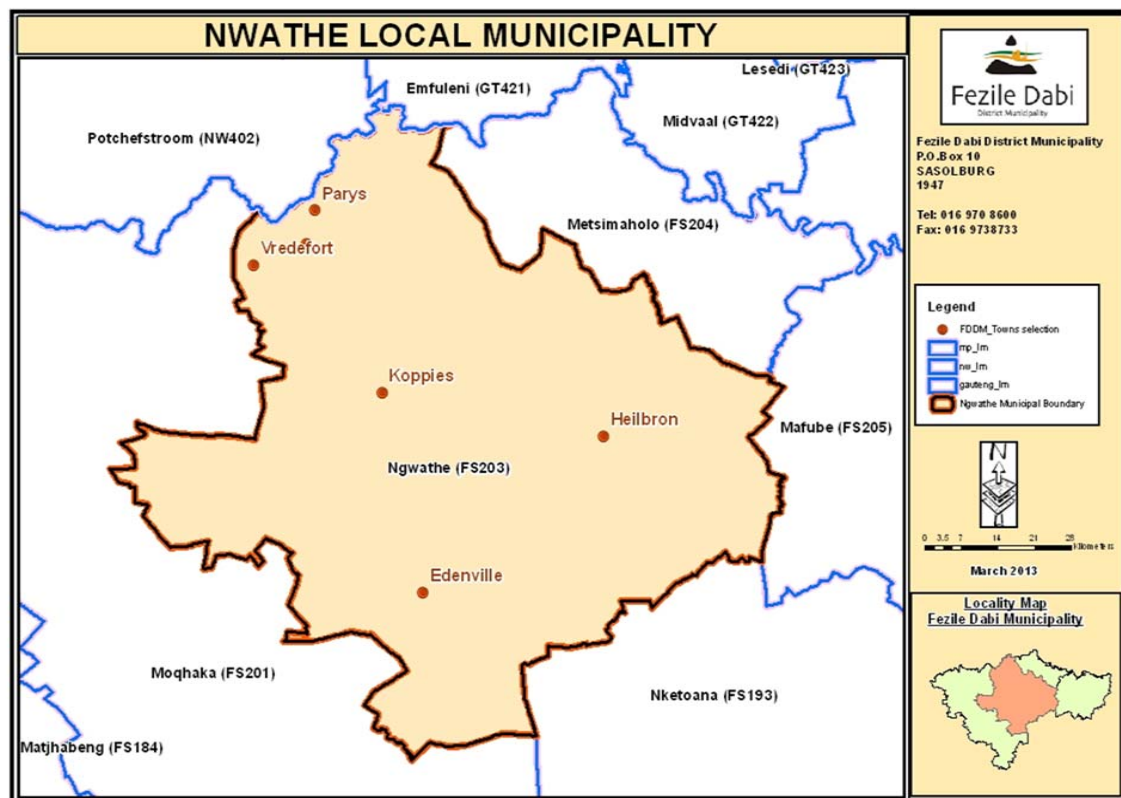 NWATHE LOCAL MUNICIPALITY
Lesedi (GT423)
Emfuleni (GT421)
Midvaal (GT422)
Potchefstroom (NW402)
Parys
Metsimaholo (FS204)
Vredefort
Koppies
Heilbron
Mafube (FS205)
Ngwathe (FS203)
Edenville
Moqhaka (FS201)
Nketoana (FS193)
Matjhabeng (FS184)
Fezile Dabi
District Municipality
Fezile Dabi District Municipality
P.O.Box 10
SASOLBURG
1947
Tel: 016 970 8600
Fax: 016 9738733
Legend
FDDM_Towns selection
mp_lm
nw_lm
gauteng_lm
Ngwathe Municipal Boundary
N
0 3.5 7 14 21 28
Kilometers
March 2013
Locality Map
Fezile Dabi Municipality